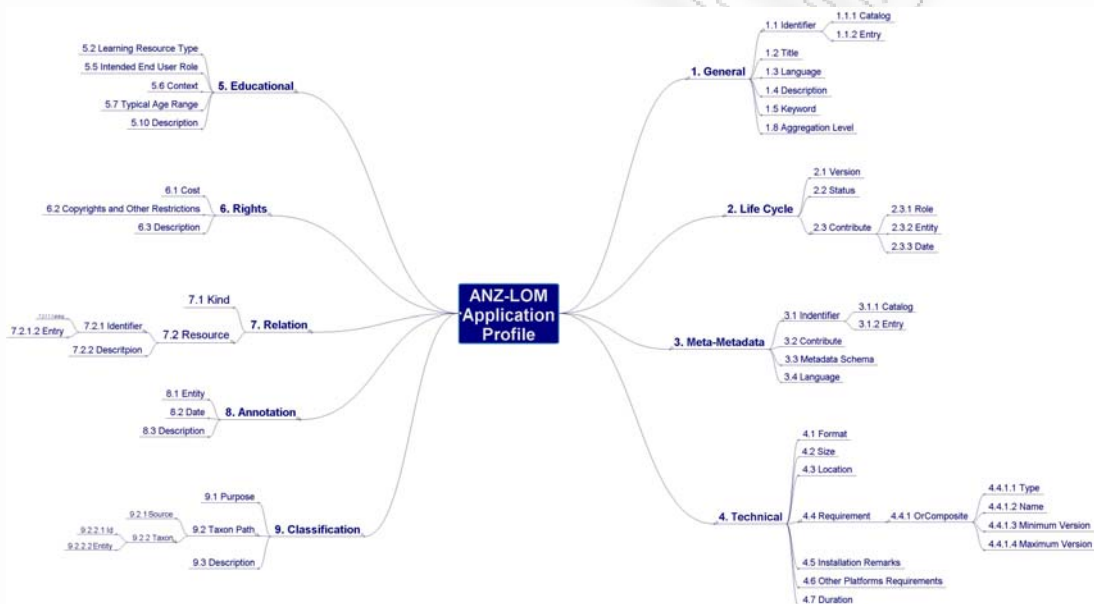 ANZ-LOM
Application
Profile
1. General
1.1 Identifier
1.1.1 Catalog
1.1.2 Entry
1.2 Title
1.3 Language
1.4 Description
1.5 Keyword
1.8 Aggregation Level
2. Life Cycle
2.1 Version
2.2 Status
2.3 Contribute
2.3.1 Role
2.3.2 Entity
2.3.3 Date
3. Meta-Metadata
3.1 Indentifier
3.1.1 Catalog
3.1.2 Entry
3.2 Contribute
3.3 Metadata Schema
3.4 Language
4. Technical
4.1 Format
4.2 Size
4.3 Location
4.4 Requirement
4.4.1 OrComposite
4.4.1.1 Type
4.4.1.2 Name
4.4.1.3 Minimum Version
4.4.1.4 Maximum Version
4.5 Installation Remarks
4.6 Other Platforms Requirements
4.7 Duration
5. Educational
5.2 Learning Resource Type
5.5 Intended End User Role
5.6 Context
5.7 Typical Age Range
5.10 Description
6. Rights
6.1 Cost
6.2 Copyrights and Other Restrictions
6.3 Description
7. Relation
7.1 Kind
7.2 Resource
7.2.1 Identifier
7.2.1.2 Entry
7.2.2 Descritpion
8. Annotation
8.1 Entity
8.2 Date
8.3 Description
9. Classification
9.1 Purpose
9.2 Taxon Path
9.2.1 Source
9.2.2 Taxon
9.2.2.1 Id
9.2.2.2 Entity
9.3 Description